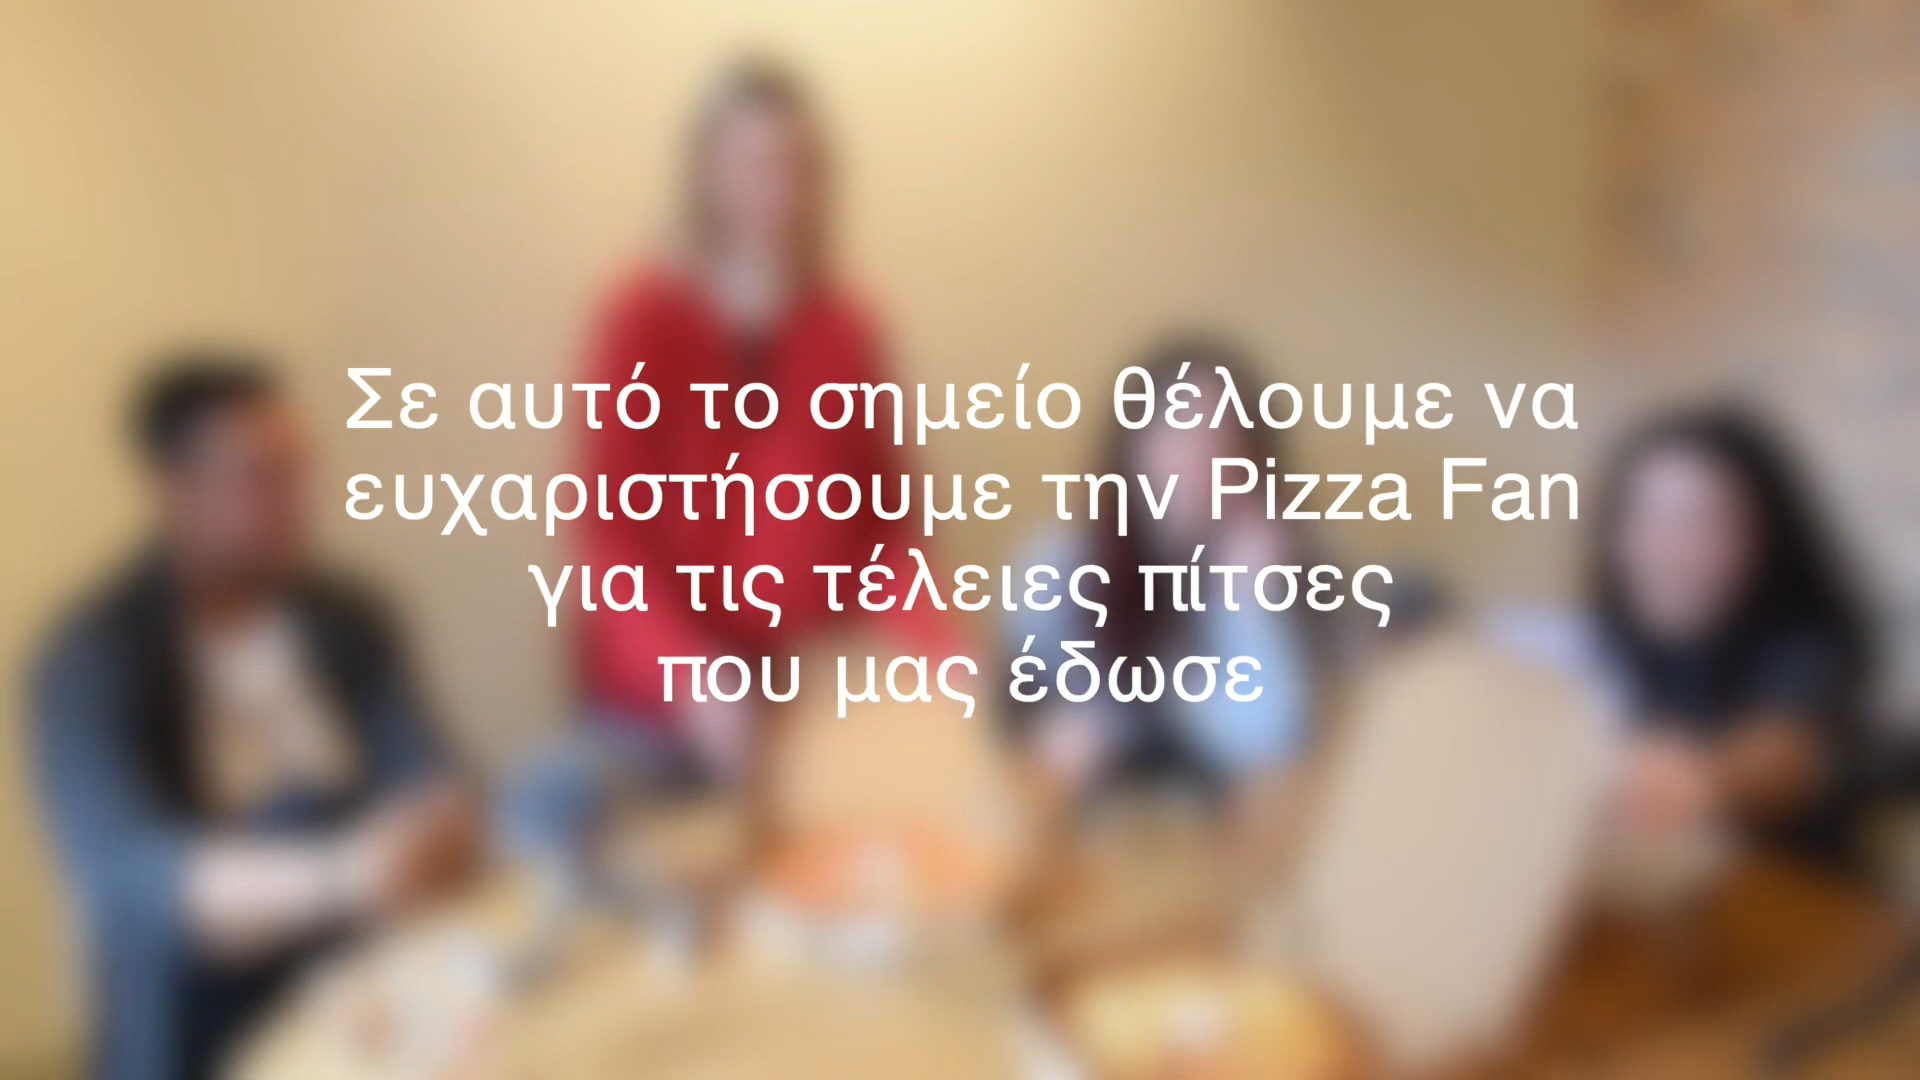 Σε αυτό το σημείο θέλουμε να
ευχαριστήσουμε την Pizza Fan
για τις τέλειες πίτσες
που μας έδωσε